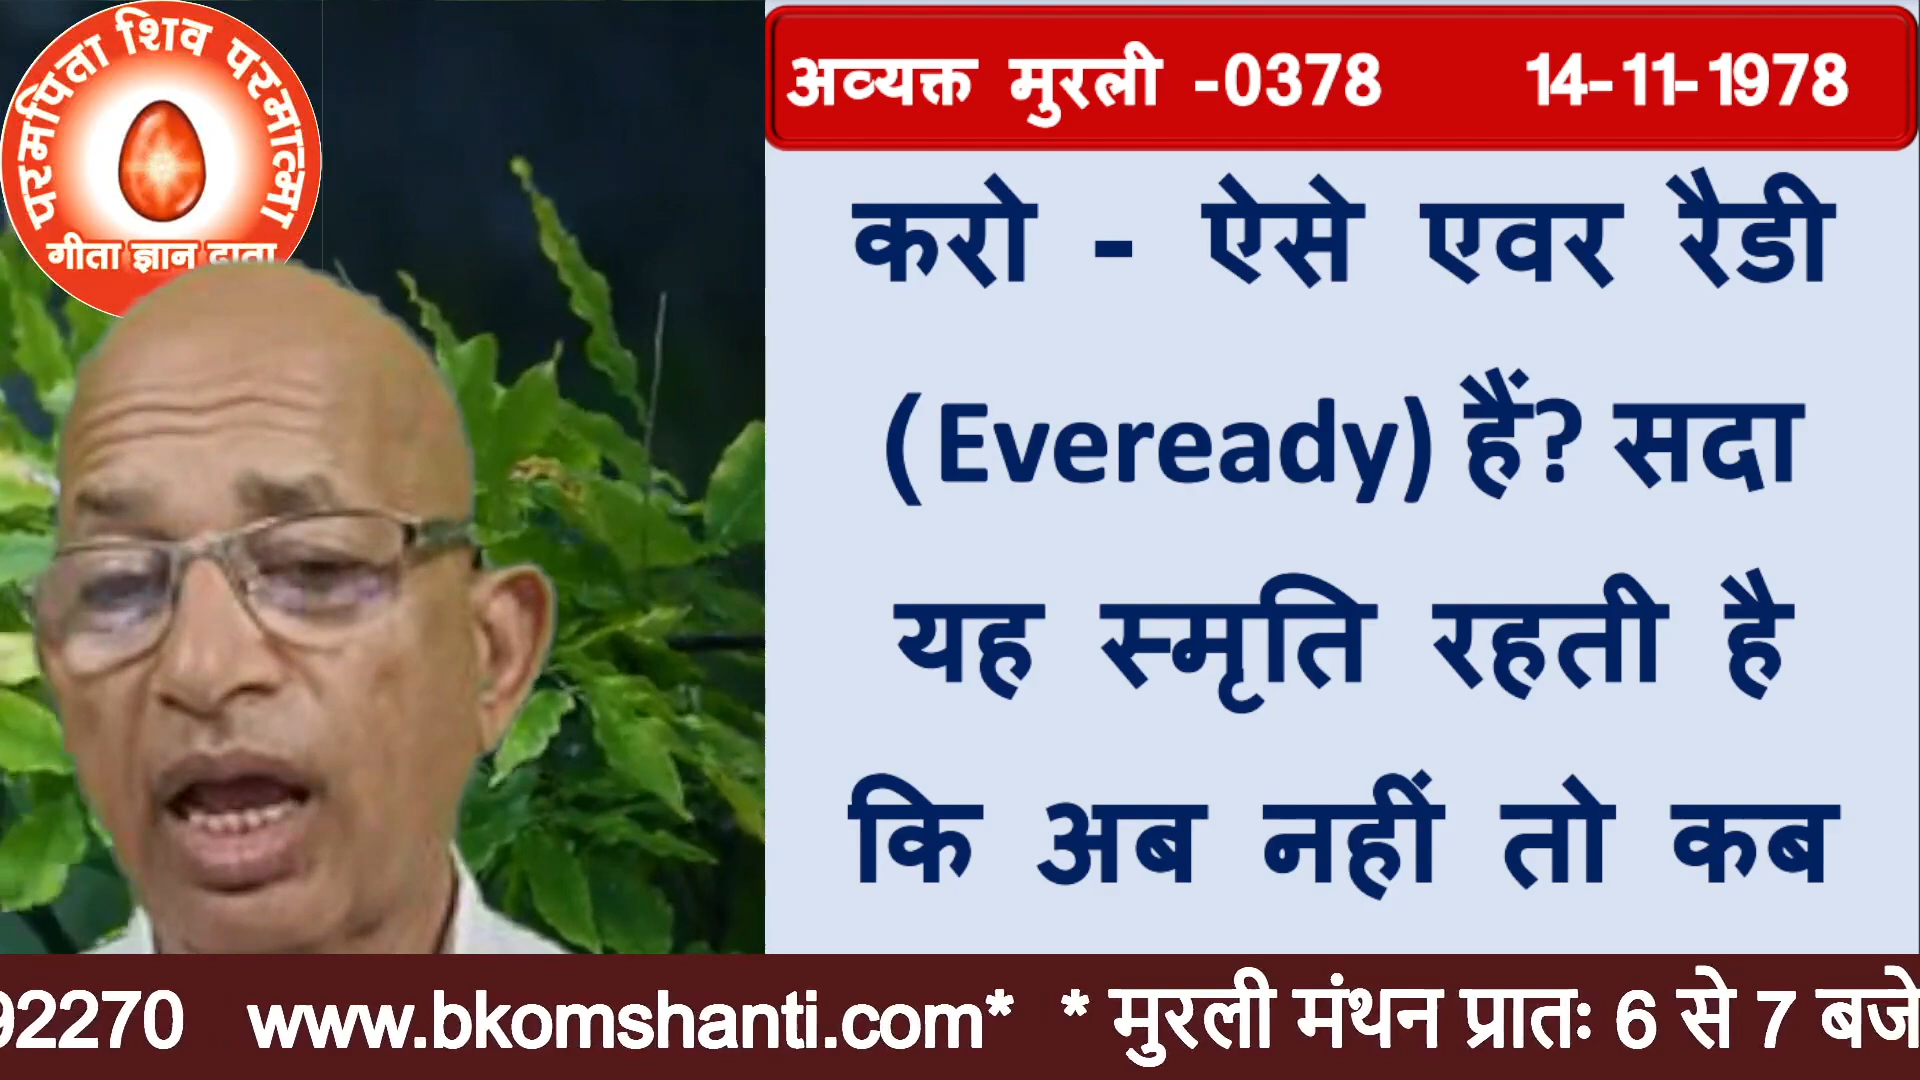 परमपिता शिव परमात्मा
गीता ज्ञान दाता
अव्यक्त मुरली -0378 14-11-1978
करो - ऐसे एवर रैडी
(Eveready) हैं? सदा
यह स्मृति रहती है
कि अब नहीं तो कब
92270 www.bkomshanti.com* * मुरली मंथन प्रातः 6 से 7 बजे